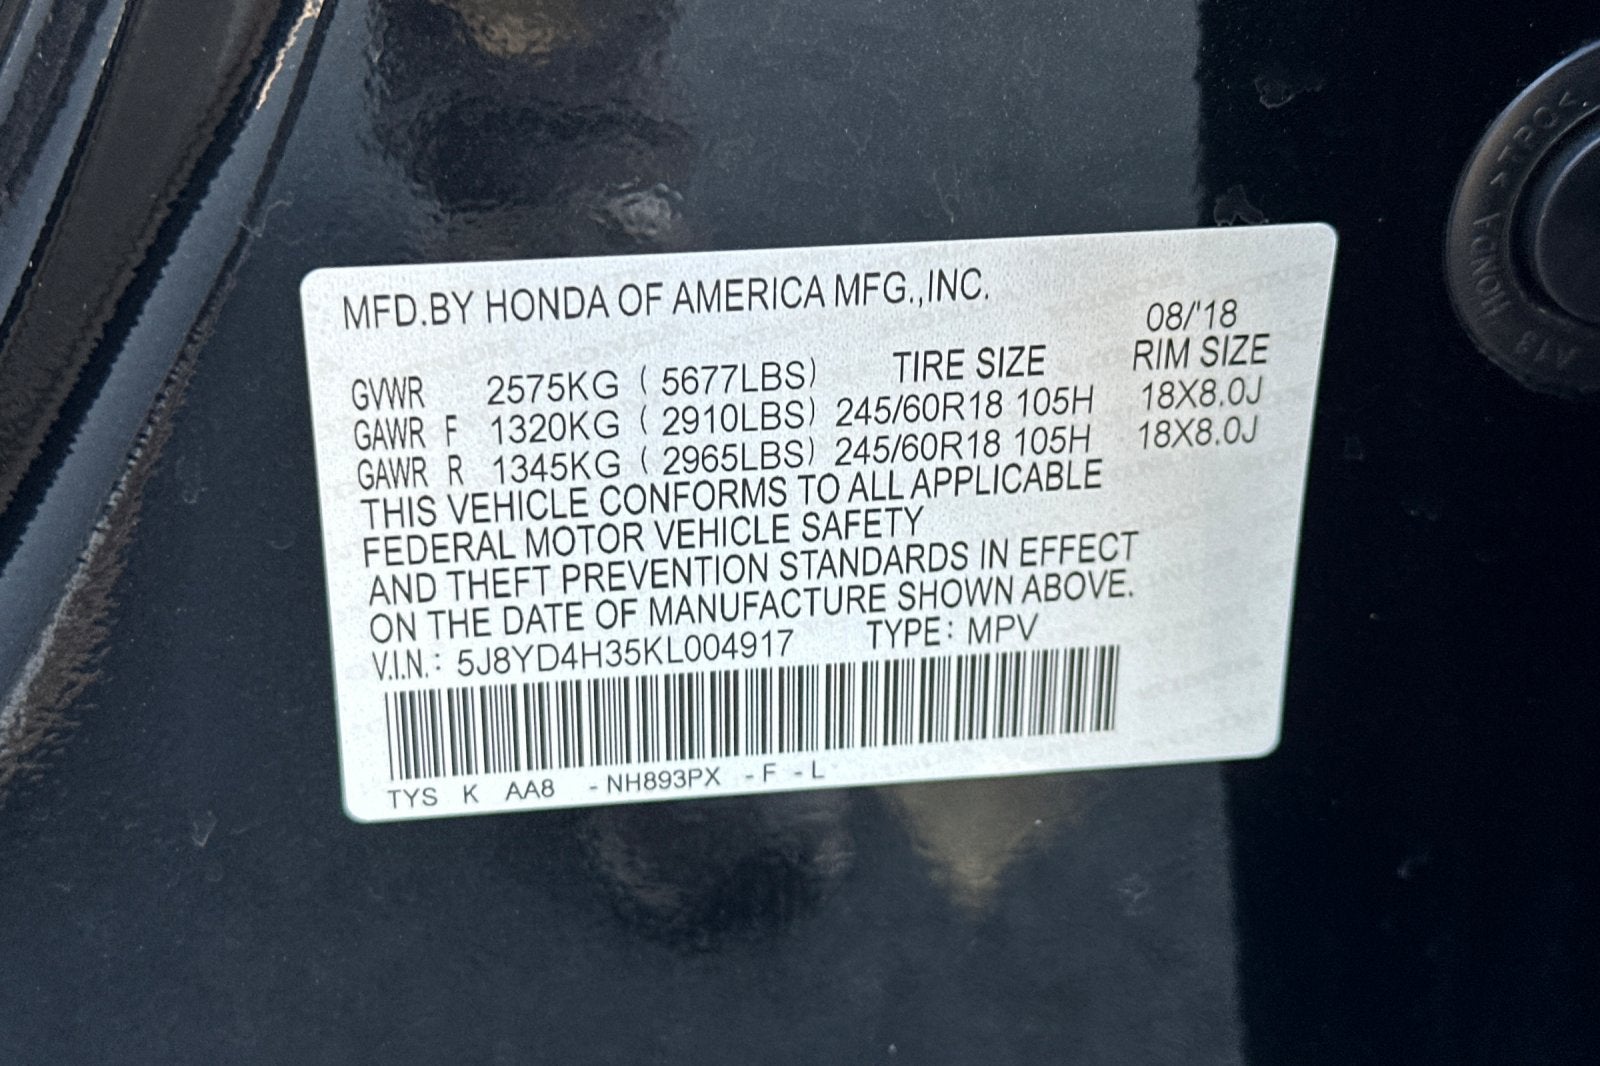 MFD.BY HONDA OF AMERICA MFG.,INC.
08/'18
TIRE SIZE RIM SIZE
GVWR 2575KG ( 5677LBS)
GAWR F 1320KG ( 2910LBS) 245/60R18 105H 18X8.0J
GAWR R 1345KG ( 2965LBS) 245/60R18 105H 18X8.0J
THIS VEHICLE CONFORMS TO ALL APPLICABLE
FEDERAL MOTOR VEHICLE SAFETY
AND THEFT PREVENTION STANDARDS IN EFFECT
ON THE DATE OF MANUFACTURE SHOWN ABOVE.
V.I.N.: 5J8YD4H35KL004917 TYPE: MPV
TYS K AA8 -NH893PX -F -L
>TPO<